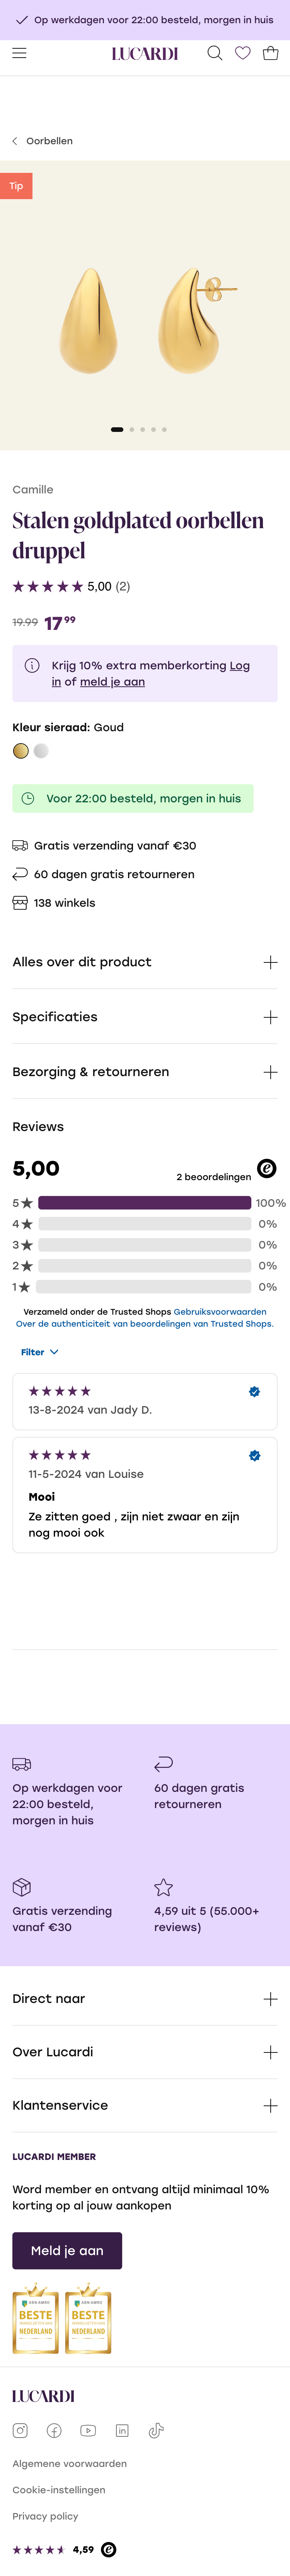 Op werkdagen voor 22:00 besteld, morgen in huis
LUCARDI
Oorbellen
Tip
Camille
Stalen goldplated oorbellen
druppel
5,00 (2)
19.99 17⁹⁹
Krijg 10% extra memberkorting Log
in of meld je aan
Kleur sieraad: Goud
Voor 22:00 besteld, morgen in huis
Gratis verzending vanaf €30
60 dagen gratis retourneren
138 winkels
Alles over dit product
Specificaties
Bezorging & retourneren
Reviews
5,00
2 beoordelingen
5 100%
4 0%
3 0%
2 0%
1 0%
Verzameld onder de Trusted Shops Gebruiksvoorwaarden
Over de authenticiteit van beoordelingen van Trusted Shops.
Filter
13-8-2024 van Jady D.
11-5-2024 van Louise
Mooi
Ze zitten goed , zijn niet zwaar en zijn
nog mooi ook
Op werkdagen voor
22:00 besteld,
morgen in huis
60 dagen gratis
retourneren
Gratis verzending
vanaf €30
4,59 uit 5 (55.000+
reviews)
Direct naar
Over Lucardi
Klantenservice
LUCARDI MEMBER
Word member en ontvang altijd minimaal 10%
korting op al jouw aankopen
Meld je aan
ABN AMRO
BESTE
NEDERLAND
ABN AMRO
BESTE
NEDERLAND
LUCARDI
Algemene voorwaarden
Cookie-instellingen
Privacy policy
4,59